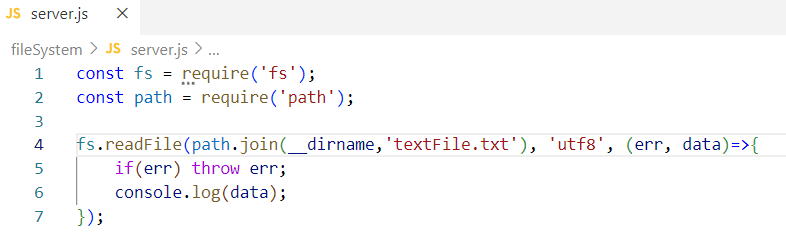 JS server.js ×
fileSystem > JS server.js > ...
1 const fs = require('fs');
2 const path = require('path');
3
4 fs.readFile(path.join(__dirname,'textFile.txt'), 'utf8', (err, data)=>{
5     if(err) throw err;
6     console.log(data);
7 });